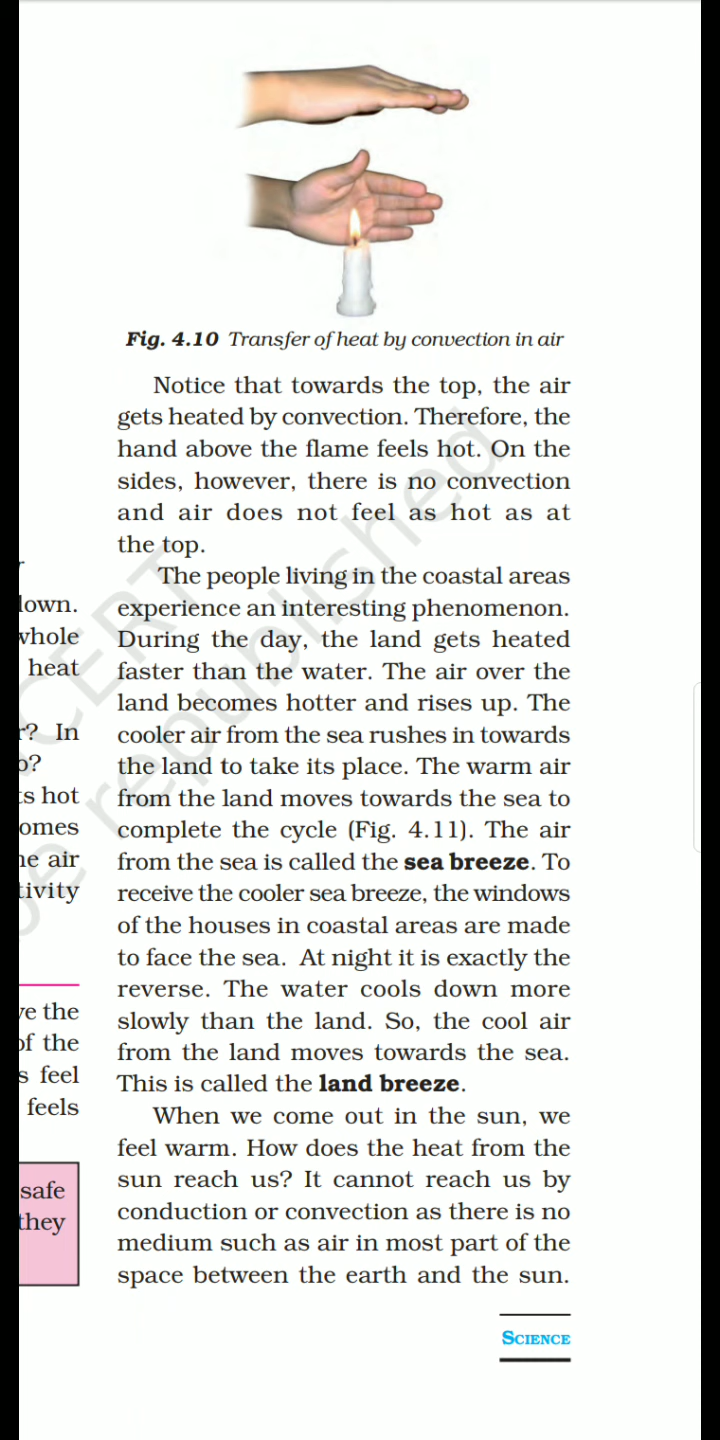 Fig. 4.10 Transfer of heat by convection in air
Notice that towards the top, the air
gets heated by convection. Therefore, the
hand above the flame feels hot. On the
sides, however, there is no convection
and air does not feel as hot as at
the top.
The people living in the coastal areas
experience an interesting phenomenon.
During the day, the land gets heated
faster than the water. The air over the
land becomes hotter and rises up. The
cooler air from the sea rushes in towards
the land to take its place. The warm air
from the land moves towards the sea to
complete the cycle (Fig. 4.11). The air
from the sea is called the sea breeze. To
receive the cooler sea breeze, the windows
of the houses in coastal areas are made
to face the sea. At night it is exactly the
reverse. The water cools down more
slowly than the land. So, the cool air
from the land moves towards the sea.
This is called the land breeze.
When we come out in the sun, we
feel warm. How does the heat from the
sun reach us? It cannot reach us by
conduction or convection as there is no
medium such as air in most part of the
space between the earth and the sun.
SCIENCE
heat
? In
?
hot
air
the
of the
feel
feels
safe
they
be republished